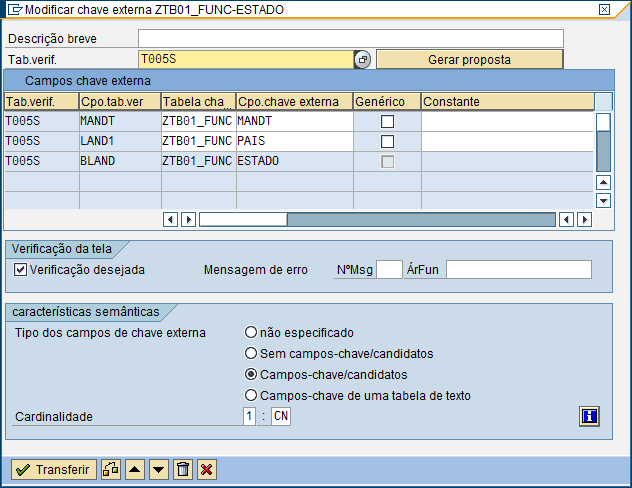 Modificar chave externa ZTB01_FUNC-ESTADO
Descrição breve
Tab.verif. T005S Gerar proposta
Campos chave externa
Tab.verif. Cpo.tab.ver Tabela cha... Cpo.chave externa Genérico Constante
T005S MANDT ZTB01_FUNC MANDT
T005S LAND1 ZTB01_FUNC PAIS
T005S BLAND ZTB01_FUNC ESTADO
Verificação da tela
Verificação desejada Mensagem de erro NºMsg ÁrFun
características semânticas
Tipo dos campos de chave externa não especificado
Sem campos-chave/candidatos
Campos-chave/candidatos
Campos-chave de uma tabela de texto
Cardinalidade 1 : CN
Transferir